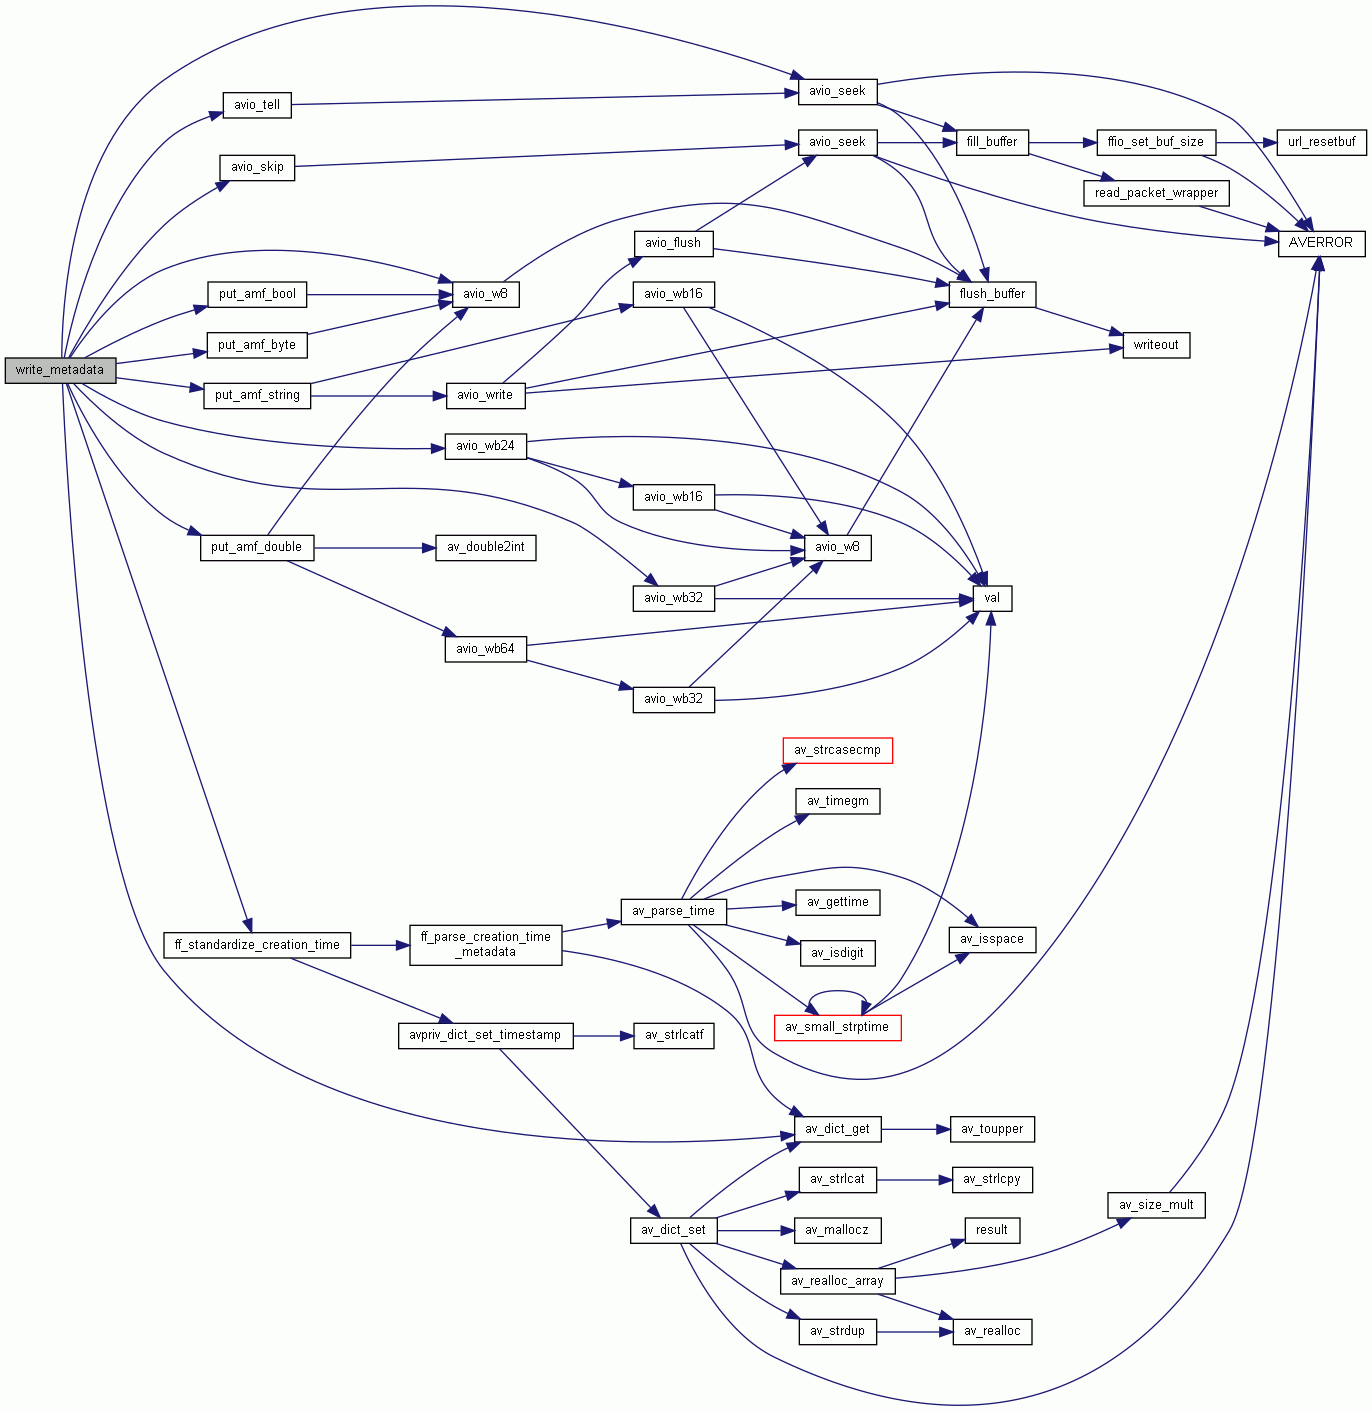 write_metadata
avio_tell
avio_skip
put_amf_bool
put_amf_byte
put_amf_string
put_amf_double
ff_standardize_creation_time
avio_w8
avio_write
avio_wb24
av_double2int
avio_wb64
ff_parse_creation_time
_metadata
avpriv_dict_set_timestamp
avio_flush
avio_wb16
avio_wb16
avio_wb32
avio_wb32
av_parse_time
av_strlcatf
av_dict_set
avio_seek
avio_seek
avio_w8
av_strcasecmp
av_timegm
av_gettime
av_isdigit
av_small_strptime
av_dict_get
av_strlcat
av_mallocz
av_realloc_array
av_strdup
fill_buffer
flush_buffer
val
av_isspace
av_toupper
av_strlcpy
result
av_realloc
ffio_set_buf_size
read_packet_wrapper
writeout
av_size_mult
url_resetbuf
AVERROR